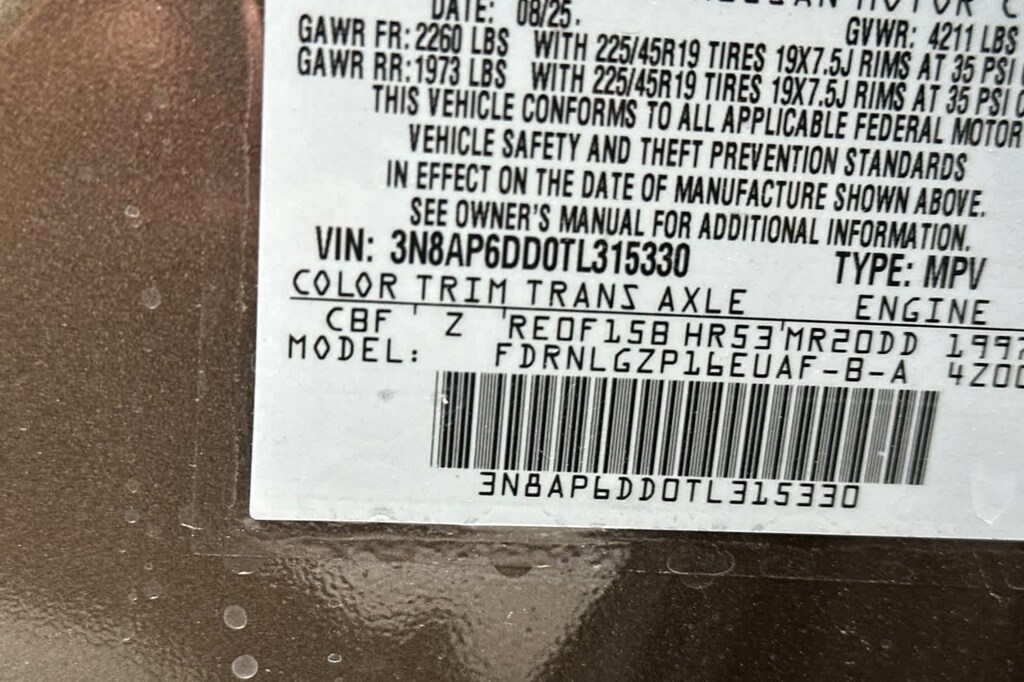 DATE: 08/25. MOTOR C
GAWR FR: 2260 LBS WITH 225/45R19 TIRES 19X7.5J RIMS AT 35 PSI GVWR: 4211 LBS
GAWR RR: 1973 LBS WITH 225/45R19 TIRES 19X7.5J RIMS AT 35 PSI C
THIS VEHICLE CONFORMS TO ALL APPLICABLE FEDERAL MOTOR
VEHICLE SAFETY AND THEFT PREVENTION STANDARDS
IN EFFECT ON THE DATE OF MANUFACTURE SHOWN ABOVE.
SEE OWNER'S MANUAL FOR ADDITIONAL INFORMATION.
VIN: 3N8AP6DD0TL315330 TYPE: MPV
COLOR TRIM TRANS AXLE ENGINE
CBF Z RE0F15B HR53 MR20DD 1997
MODEL: FDRNLGZP16EUAF-B-A 4Z00
3N8AP6DD0TL315330